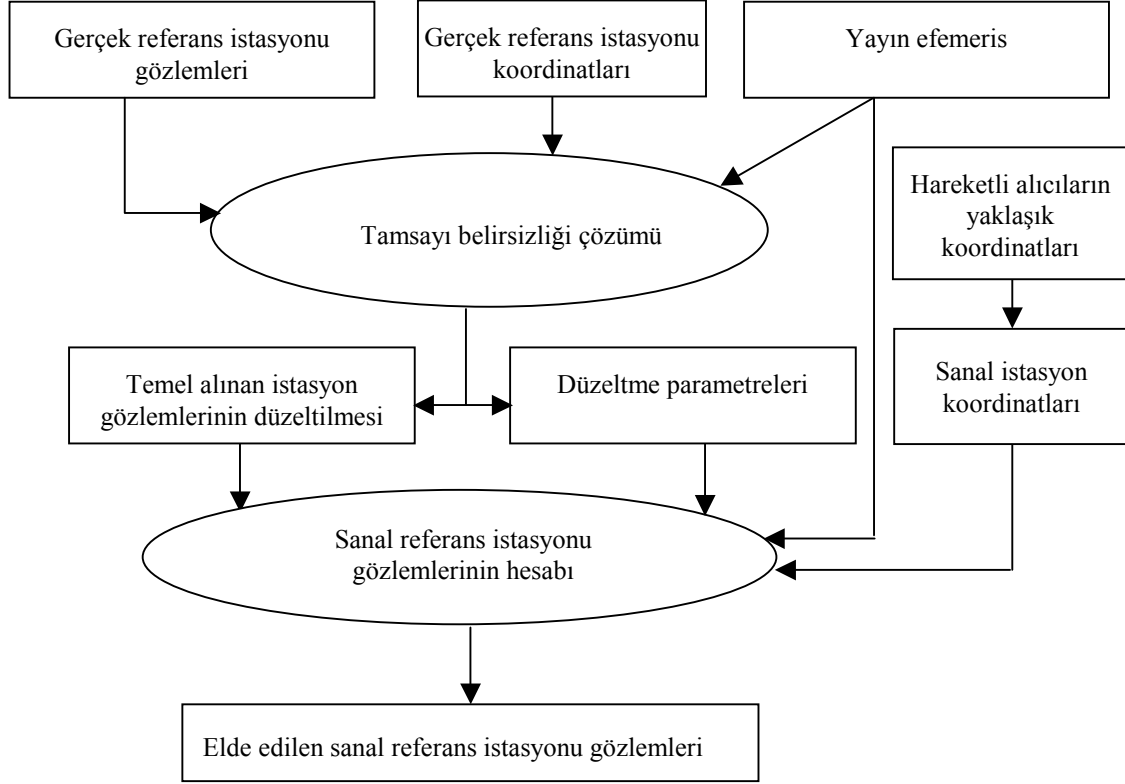 Gerçek referans istasyonu
gözlemleri
Gerçek referans istasyonu
koordinatları
Yayın efemeris
Hareketli alıcıların
yaklaşık
koordinatları
Tamsayı belirsizliği çözümü
Temel alınan istasyon
gözlemlerinin düzeltilmesi
Düzeltme parametreleri
Sanal istasyon
koordinatları
Sanal referans istasyonu
gözlemlerinin hesabı
Elde edilen sanal referans istasyonu gözlemleri